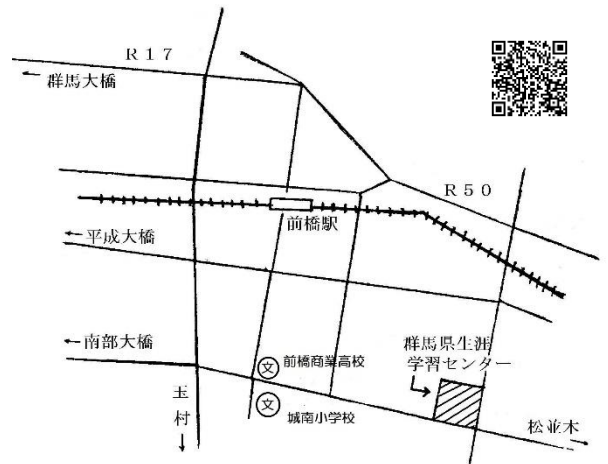 R17
←群馬大橋
R50
前橋駅
←平成大橋
←南部大橋
群馬県生涯
学習センター
文 前橋商業高校
文 城南小学校
玉村
松並木